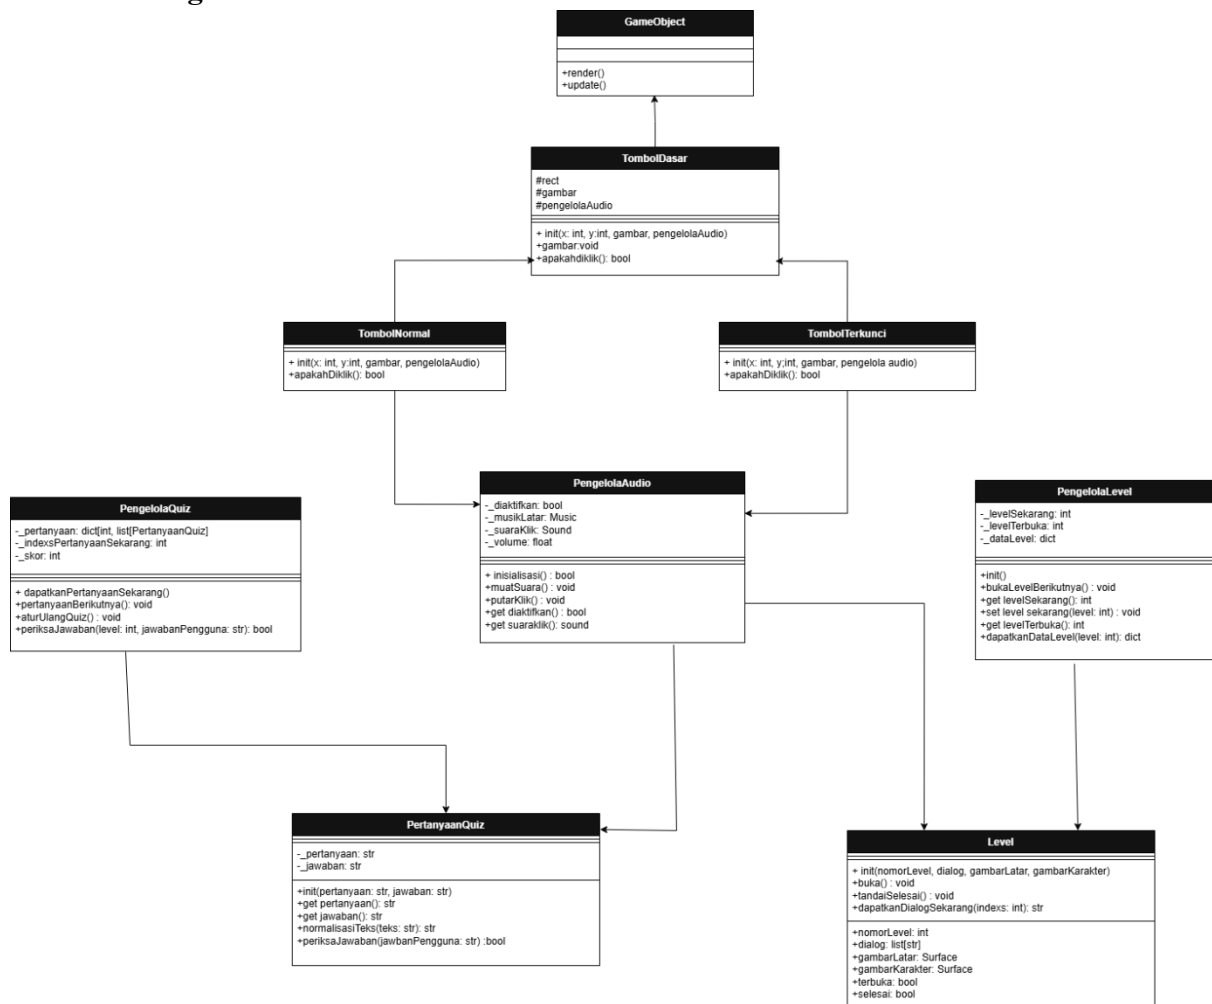 GameObject
+render()
+update()
TombolDasar
#rect
#gambar
#pengelolaAudio
+ init(x: int, y:int, gambar, pengelolaAudio)
+gambar:void
+apakahdiklik(): bool
TombolNormal
+ init(x: int, y:int, gambar, pengelolaAudio)
+apakahDiklik(): bool
TombolTerkunci
+ init(x: int, y;int, gambar, pengelola audio)
+apakahDiklik(): bool
PengelolaQuiz
-_pertanyaan: dict[int, list[PertanyaanQuiz]
-_indexsPertanyaanSekarang: int
-_skor: int
+ dapatkanPertanyaanSekarang()
+pertanyaanBerikutnya(): void
+aturUlangQuiz() : void
+periksaJawaban(level: int, jawabanPengguna: str): bool
PengelolaAudio
-_diaktifkan: bool
-_musikLatar: Music
-_suaraKlik: Sound
-_volume: float
+ inisialisasi() : bool
+muatSuara() : void
+putarKlik() : void
+get diaktifkan() : bool
+get suaraklik(): sound
PengelolaLevel
-_levelSekarang: int
-_levelTerbuka: int
-_dataLevel: dict
+init()
+bukaLevelBerikutnya() : void
+get levelSekarang(): int
+set level sekarang(level: int) : void
+get levelTerbuka(): int
+dapatkanDataLevel(level: int): dict
PertanyaanQuiz
-_pertanyaan: str
-_jawaban: str
+init(pertanyaan: str, jawaban: str)
+get pertanyaan(): str
+get jawaban(): str
+normalisasiTeks(teks: str): str
+periksaJawaban(jawbanPengguna: str) :bool
Level
+ init(nomorLevel, dialog, gambarLatar, gambarKarakter)
+buka() : void
+tandaiSelesai() : void
+dapatkanDialogSekarang(indexs: int): str
+nomorLevel: int
+dialog: list[str]
+gambarLatar: Surface
+gambarKarakter: Surface
+terbuka: bool
+selesai: bool